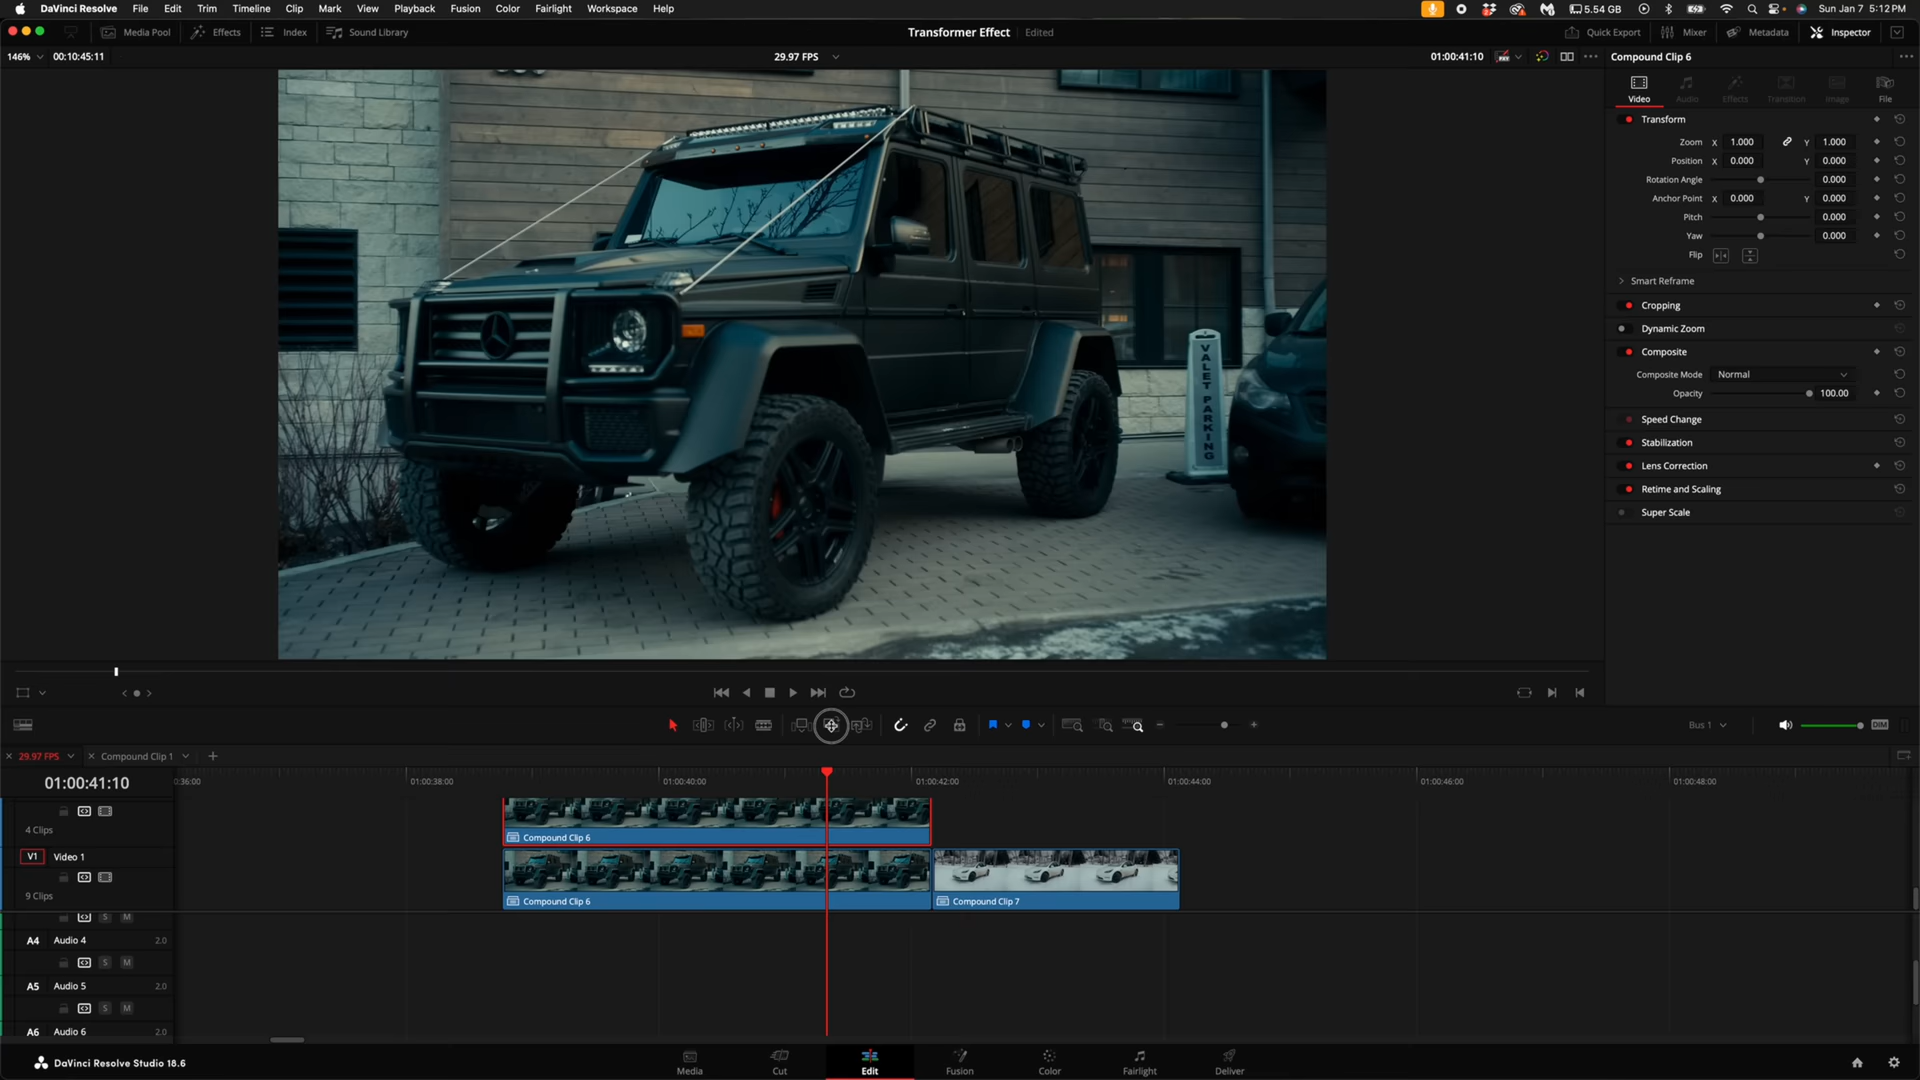 DaVinci Resolve File Edit Trim Timeline Clip Mark View Playback Fusion Color Fairlight Workspace Help 5.54 GB Sun Jan 7 5:12 PM
Media Pool Effects Index Sound Library Transformer Effect Edited Quick Export Mixer Metadata Inspector
146% 00:10:45:11 29.97 FPS 01:00:41:10 Compound Clip 6
Video Audio Effects Transition Image File
Transform
Zoom X 1.000 Y 1.000
Position X 0.000 Y 0.000
Rotation Angle 0.000
Anchor Point X 0.000 Y 0.000
Pitch 0.000
Yaw 0.000
Flip
Smart Reframe
Cropping
Dynamic Zoom
Composite
Composite Mode Normal
Opacity 100.00
Speed Change
Stabilization
Lens Correction
Retime and Scaling
Super Scale
VALET PARKING
Bus 1 DIM
29.97 FPS Compound Clip 1
01:00:41:10 01:00:38:00 01:00:40:00 01:00:42:00 01:00:44:00 01:00:46:00 01:00:48:00
4 Clips Compound Clip 6
V1 Video 1
9 Clips Compound Clip 6 Compound Clip 7
S M
A4 Audio 4 2.0
S M
A5 Audio 5 2.0
S M
A6 Audio 6 2.0
DaVinci Resolve Studio 18.6 Media Cut Edit Fusion Color Fairlight Deliver